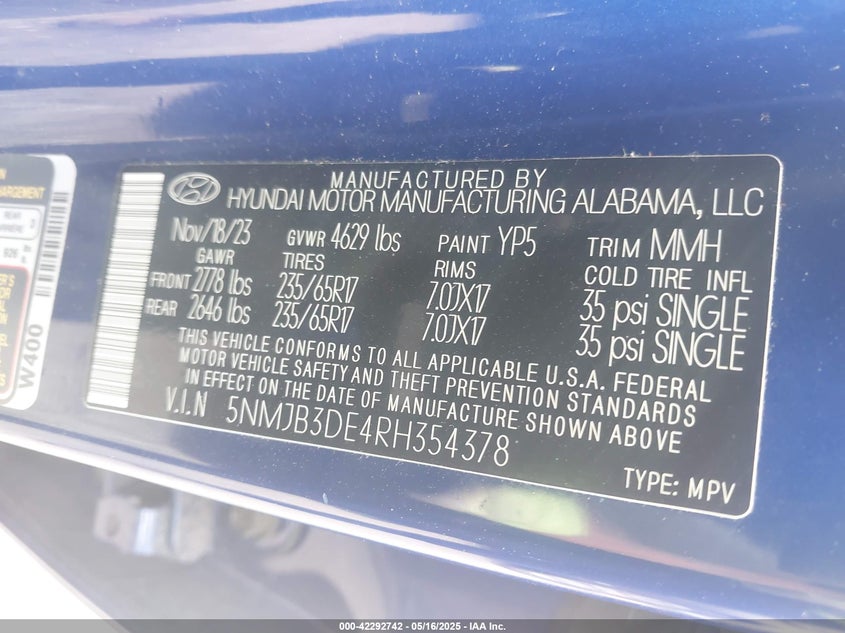 MANUFACTURED BY
HYUNDAI MOTOR MANUFACTURING ALABAMA, LLC
Nov/18/23 GVWR 4629 lbs PAINT YP5 TRIM MMH
GAWR TIRES RIMS COLD TIRE INFL
FRONT 2778 lbs 235/65R17 7.0JX17 35 psi SINGLE
REAR 2646 lbs 235/65R17 7.0JX17 35 psi SINGLE
THIS VEHICLE CONFORMS TO ALL APPLICABLE U.S.A. FEDERAL
MOTOR VEHICLE SAFETY AND THEFT PREVENTION STANDARDS
IN EFFECT ON THE DATE OF MANUFACTURE SHOWN ABOVE
V.I.N 5NMJB3DE4RH354378
TYPE: MPV
W400
REAR
000-42292742 - 05/16/2025 - IAA Inc.